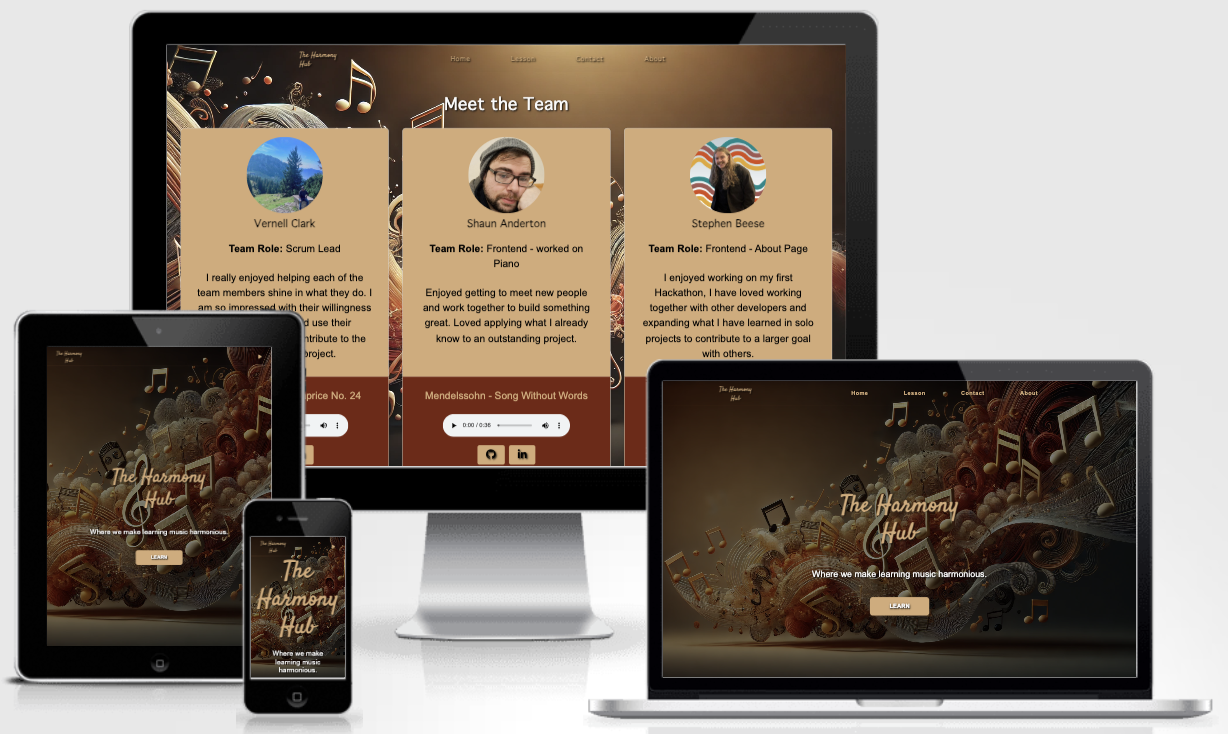 The Harmony
Hub
Home
Lesson
Contact
About
Meet the Team
Vernell Clark
Team Role: Scrum Lead
I really enjoyed helping each of the
team members shine in what they do. I
am so impressed with their willingness
d use their
ntribute to the
project.
price No. 24
Shaun Anderton
Team Role: Frontend - worked on
Piano
Enjoyed getting to meet new people
and work together to build something
great. Loved applying what I already
know to an outstanding project.
Mendelssohn - Song Without Words
0:00 / 0:36
in
Stephen Beese
Team Role: Frontend - About Page
I enjoyed working on my first
Hackathon, I have loved working
together with other developers and
expanding what I have learned in solo
projects to contribute to a larger goal
with others.
The Harmony
Hub
The Harmony
Hub
Where we make learning music harmonious.
LEARN
The Harmony
Hub
The
Harmony
Hub
Where we make
learning music
harmonious.
The Harmony
Hub
Home
Lesson
Contact
About
The Harmony
Hub
Where we make learning music harmonious.
LEARN